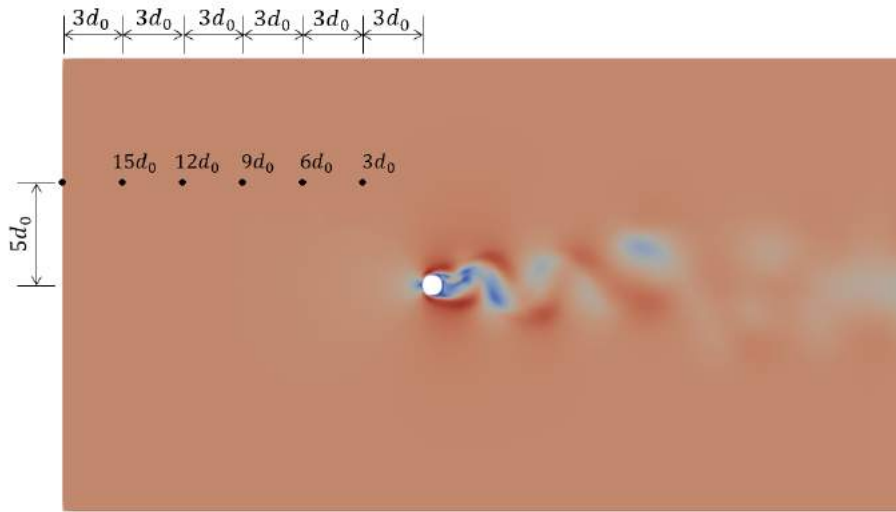 3d₀ 3d₀ 3d₀ 3d₀ 3d₀ 3d₀
15d₀ 12d₀ 9d₀ 6d₀ 3d₀
5d₀